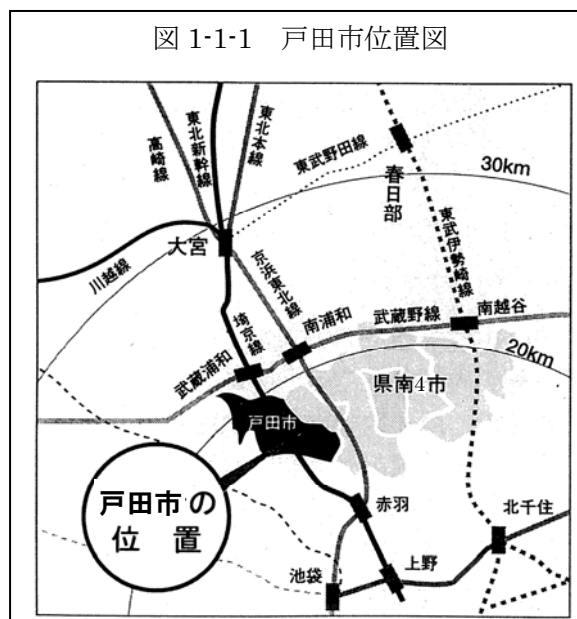 図 1-1-1　戸田市位置図
高崎線
東北新幹線
東北本線
東武野田線
春日部
30km
東武伊勢崎線
大宮
川越線
京浜東北線
埼京線
南浦和
武蔵野線
南越谷
武蔵浦和
20km
県南4市
戸田市
戸田市の
位置
赤羽
北千住
池袋
上野